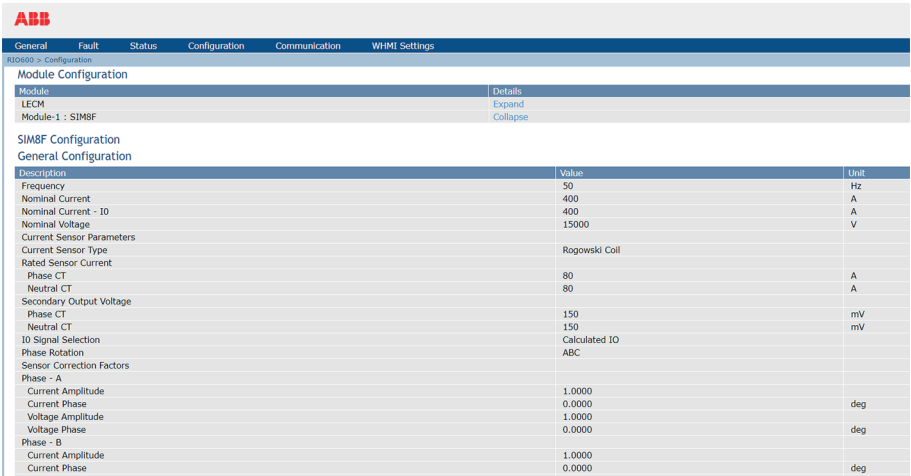 ABB
General Fault Status Configuration Communication WHMI Settings
RIO600 > Configuration
Module Configuration
Module Details
LECM Expand
Module-1 : SIM8F Collapse
SIM8F Configuration
General Configuration
Description Value Unit
Frequency 50 Hz
Nominal Current 400 A
Nominal Current - I0 400 A
Nominal Voltage 15000 V
Current Sensor Parameters
Current Sensor Type Rogowski Coil
Rated Sensor Current
Phase CT 80 A
Neutral CT 80 A
Secondary Output Voltage
Phase CT 150 mV
Neutral CT 150 mV
I0 Signal Selection Calculated IO
Phase Rotation ABC
Sensor Correction Factors
Phase - A
Current Amplitude 1.0000
Current Phase 0.0000 deg
Voltage Amplitude 1.0000
Voltage Phase 0.0000 deg
Phase - B
Current Amplitude 1.0000
Current Phase 0.0000 deg